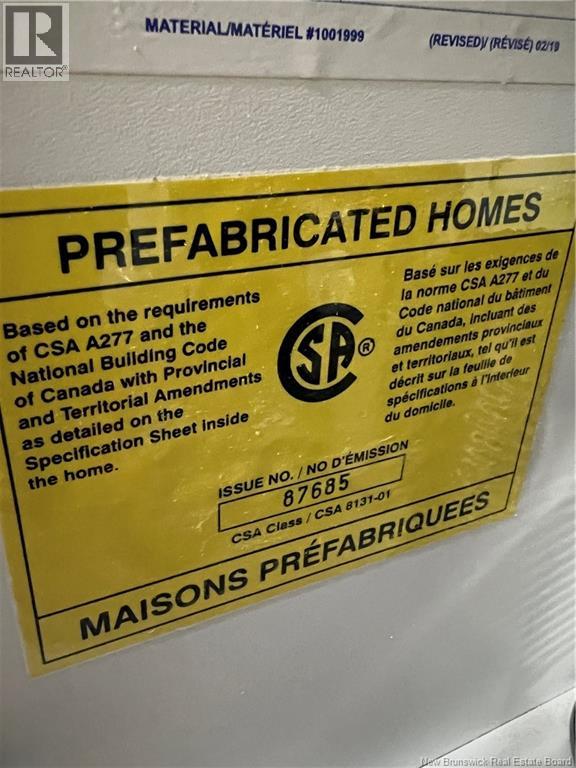 MATERIAL/MATÉRIEL #1001999
(REVISED)/ (RÉVISÉ) 02/19
R
REALTOR®
PREFABRICATED HOMES
Based on the requirements
of CSA A277 and the
National Building Code
of Canada with Provincial
and Territorial Amendments
as detailed on the
Specification Sheet inside
the home.
CSA®
Basé sur les exigences de
la norme CSA A277 et du
Code national du bâtiment
du Canada, incluant des
amendements provinciaux
et territoriaux, tel qu'il est
décrit sur la feuille de
spécifications à l'interieur
du domicile.
ISSUE NO. / NO D'ÉMISSION
87685
CSA Class / CSA 8131-01
MAISONS PRÉFABRIQUEES
New Brunswick Real Estate Board